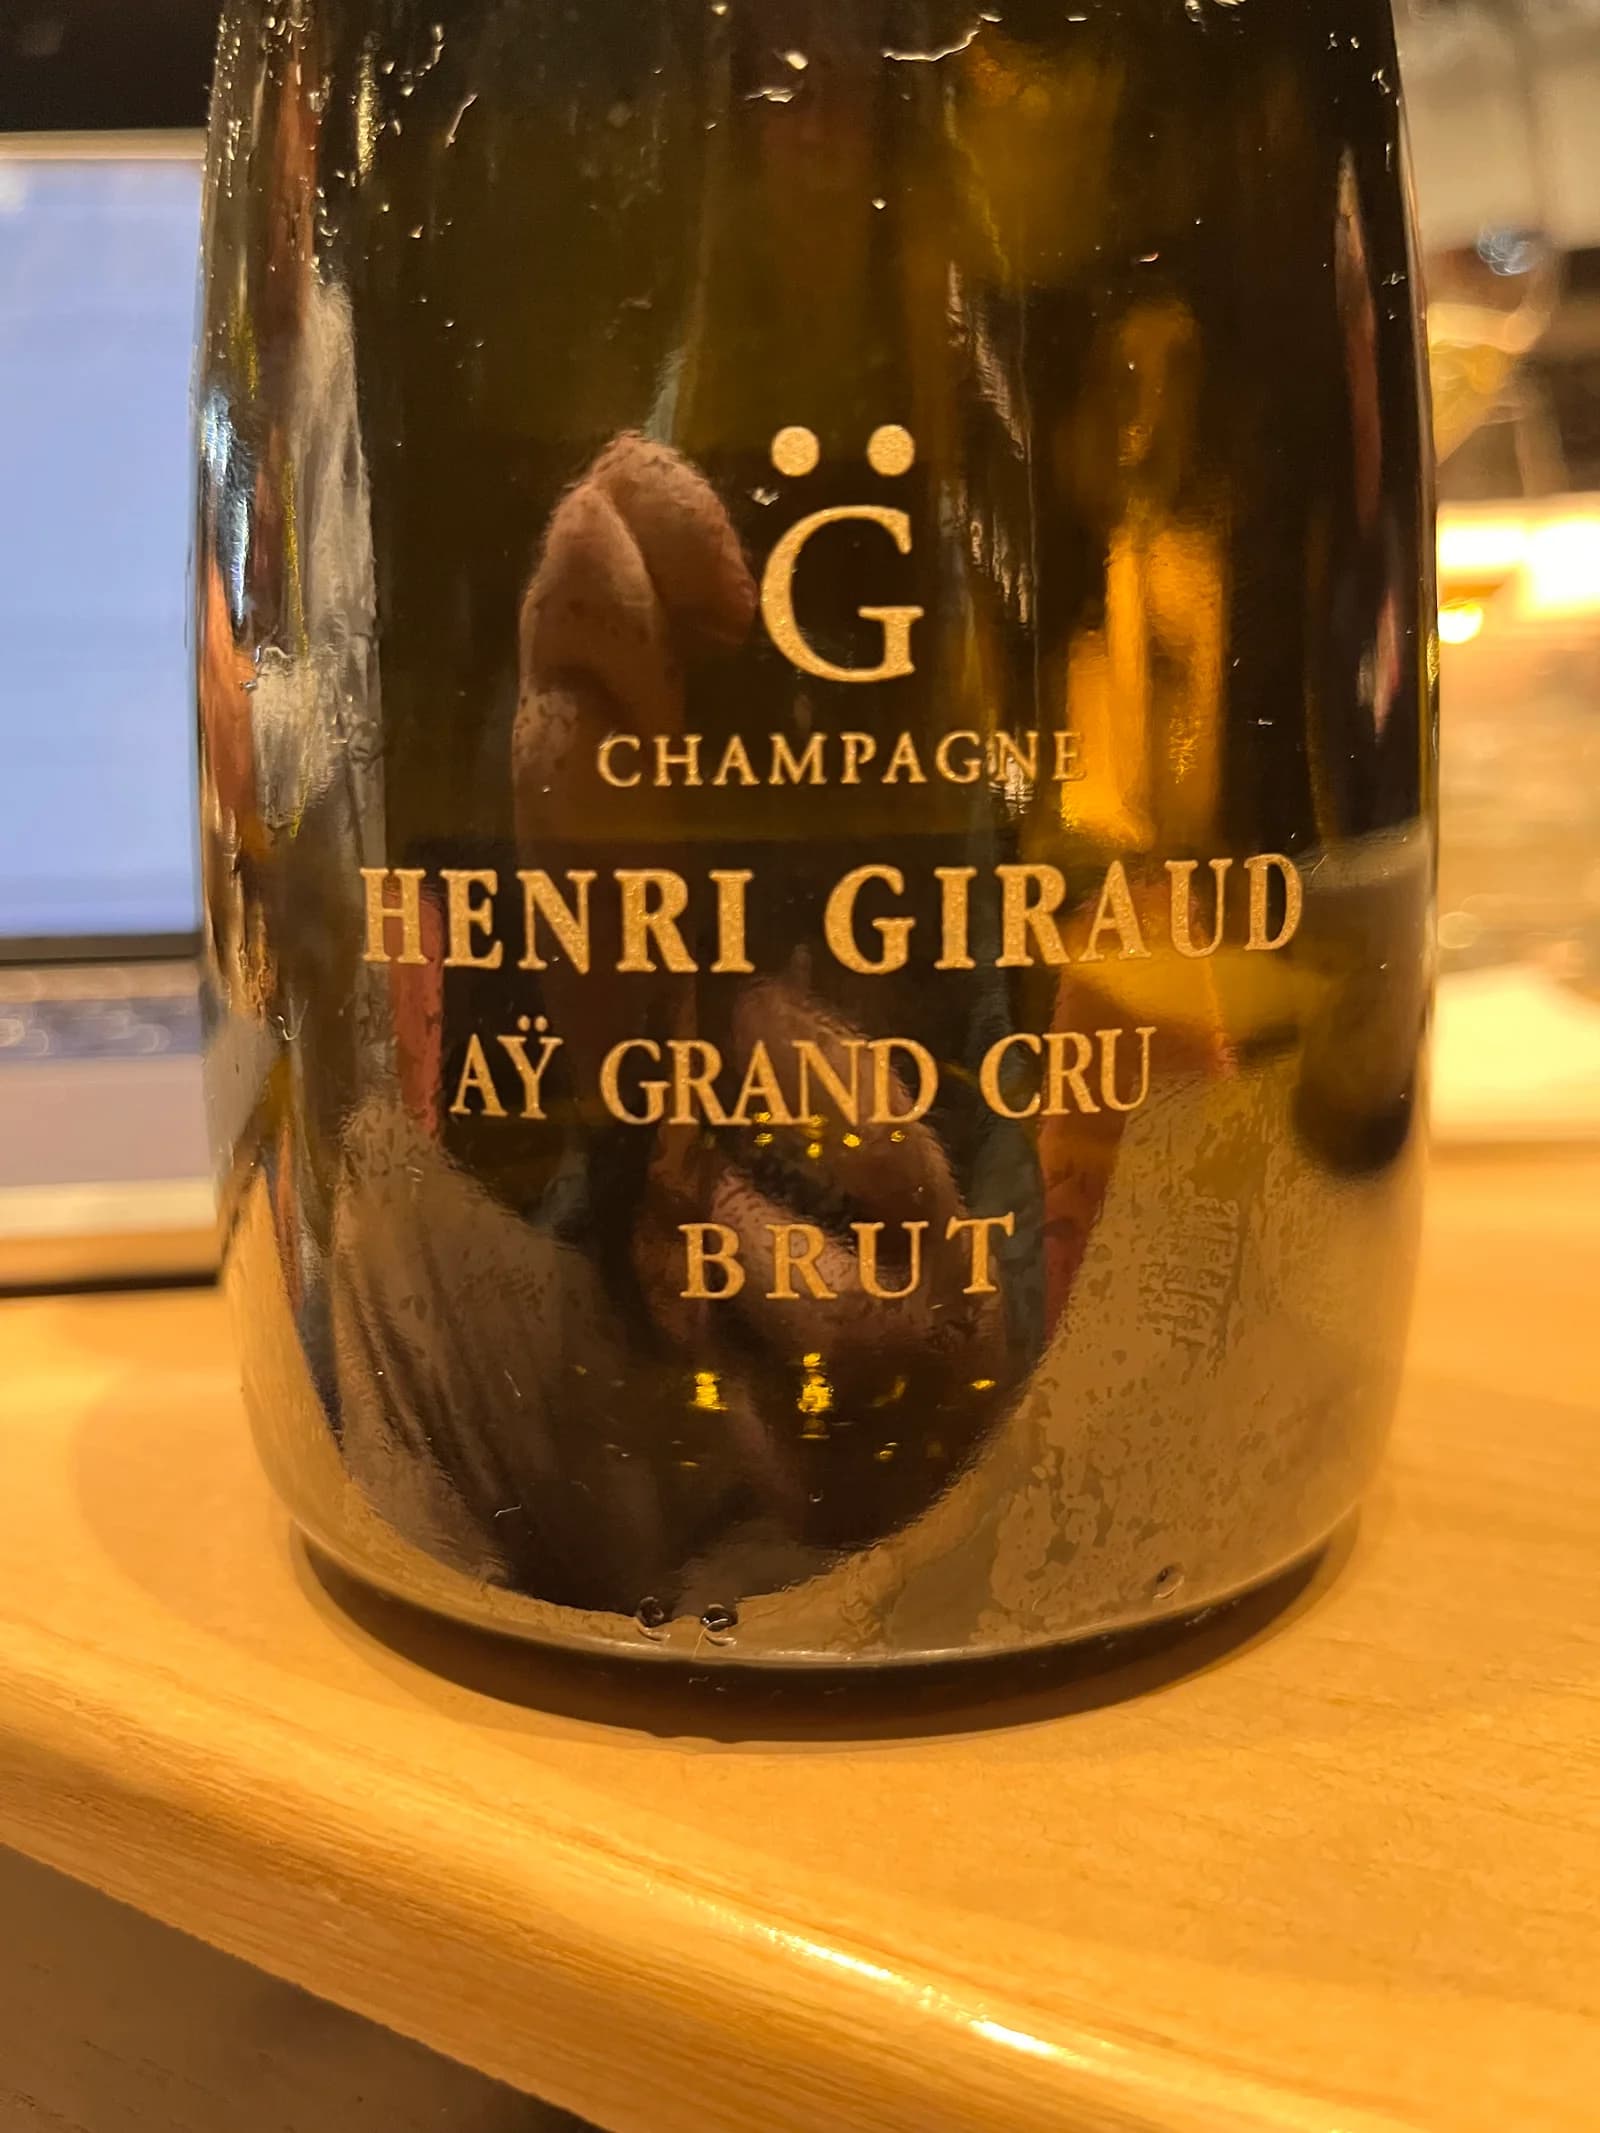 G̈
CHAMPAGNE
HENRI GIRAUD
AŸ GRAND CRU
BRUT